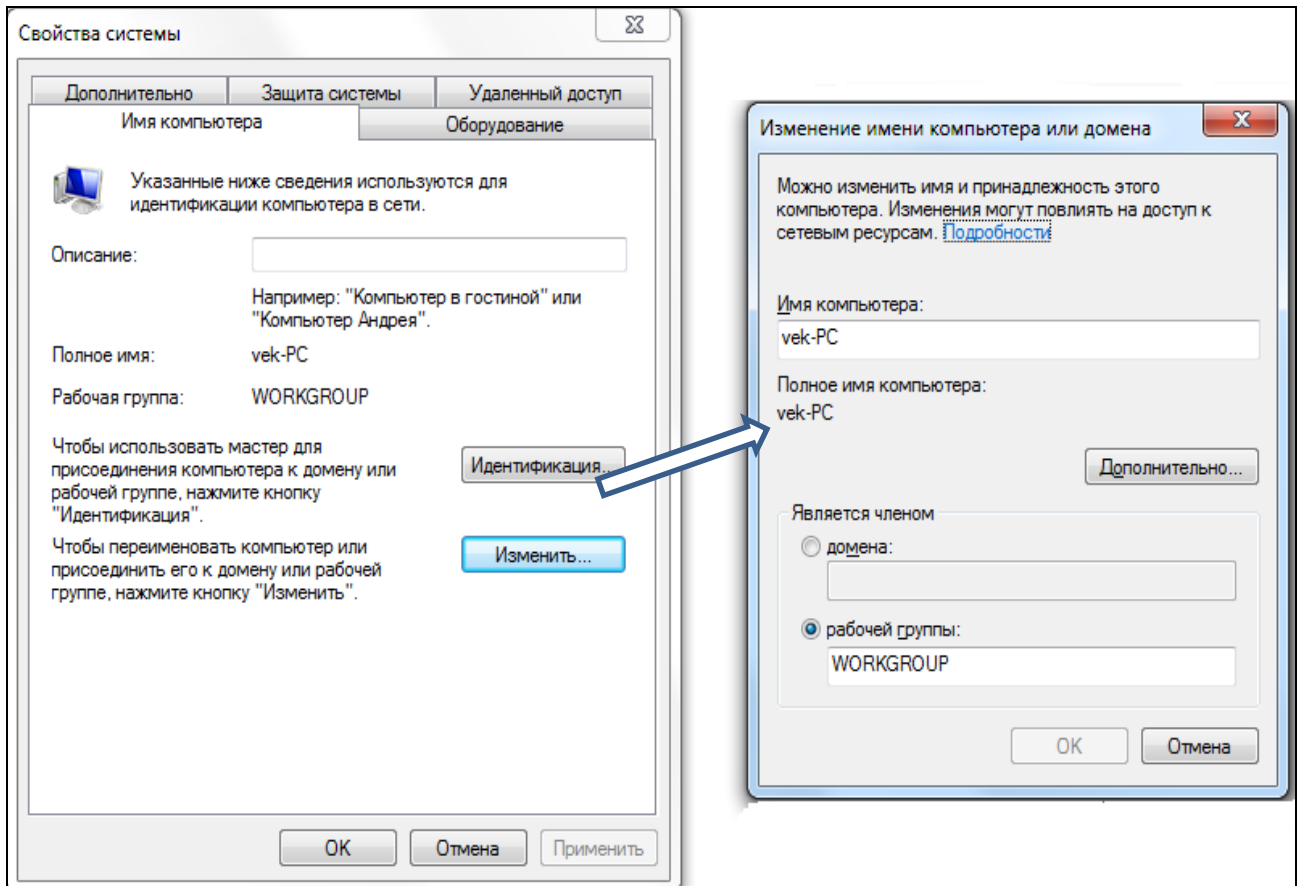 Свойства системы
Дополнительно
Защита системы
Удаленный доступ
Имя компьютера
Оборудование
Указанные ниже сведения используются для
идентификации компьютера в сети.
Описание:
Например: "Компьютер в гостиной" или
"Компьютер Андрея".
Полное имя:
vek-PC
Рабочая группа:
WORKGROUP
Чтобы использовать мастер для
присоединения компьютера к домену или
рабочей группе, нажмите кнопку
"Идентификация".
Идентификация...
Чтобы переименовать компьютер или
присоединить его к домену или рабочей
группе, нажмите кнопку "Изменить".
Изменить...
OK
Отмена
Применить
Изменение имени компьютера или домена
Можно изменить имя и принадлежность этого
компьютера. Изменения могут повлиять на доступ к
сетевым ресурсам. Подробности
Имя компьютера:
vek-PC
Полное имя компьютера:
vek-PC
Дополнительно...
Является членом
домена:
рабочей группы:
WORKGROUP
OK
Отмена